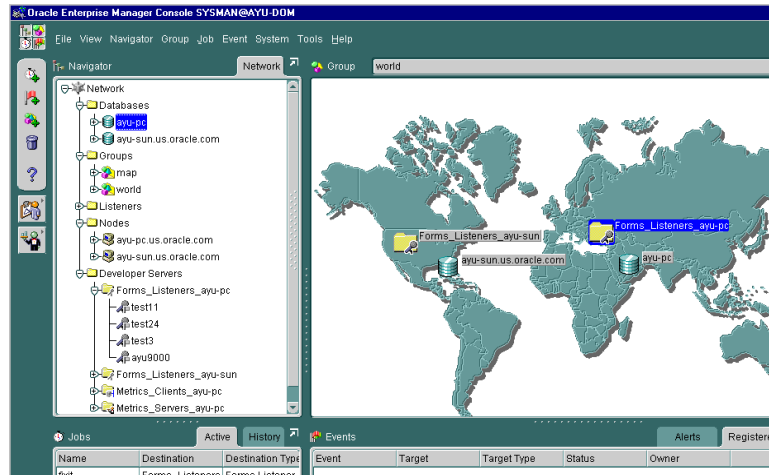 Oracle Enterprise Manager Console SYSMAN@AYU-DOM
File View Navigator Group Job Event System Tools Help
Navigator
Network
Group
world
Network
Databases
ayu-pc
ayu-sun.us.oracle.com
Groups
map
world
Listeners
Nodes
ayu-pc.us.oracle.com
ayu-sun.us.oracle.com
Developer Servers
Forms_Listeners_ayu-pc
test11
test24
test3
ayu9000
Forms_Listeners_ayu-sun
Metrics_Clients_ayu-pc
Metrics_Servers_ayu-pc
Forms_Listeners_ayu-sun
ayu-sun.us.oracle.com
Forms_Listeners_ayu-pc
ayu-pc
Jobs
Active
History
Name Destination Destination Type
Forms_Listeners Forms Listener
Events
Alerts
Registere
Event Target Target Type Status Owner